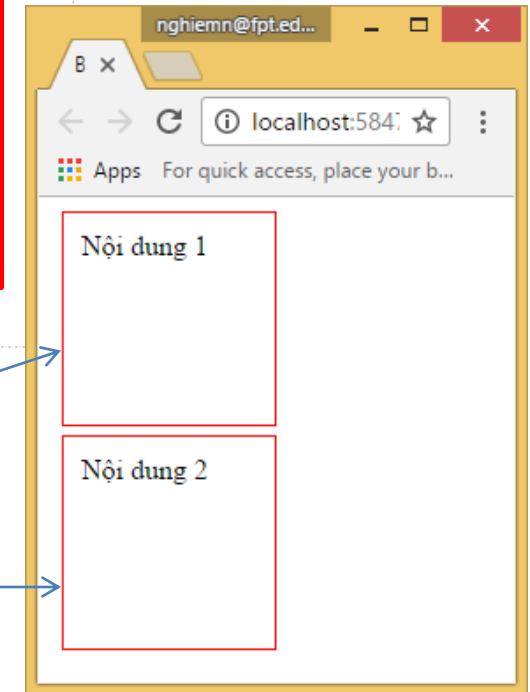 nghiemn@fpt.ed...
B
localhost:5847
Apps For quick access, place your b...
Nội dung 1
Nội dung 2